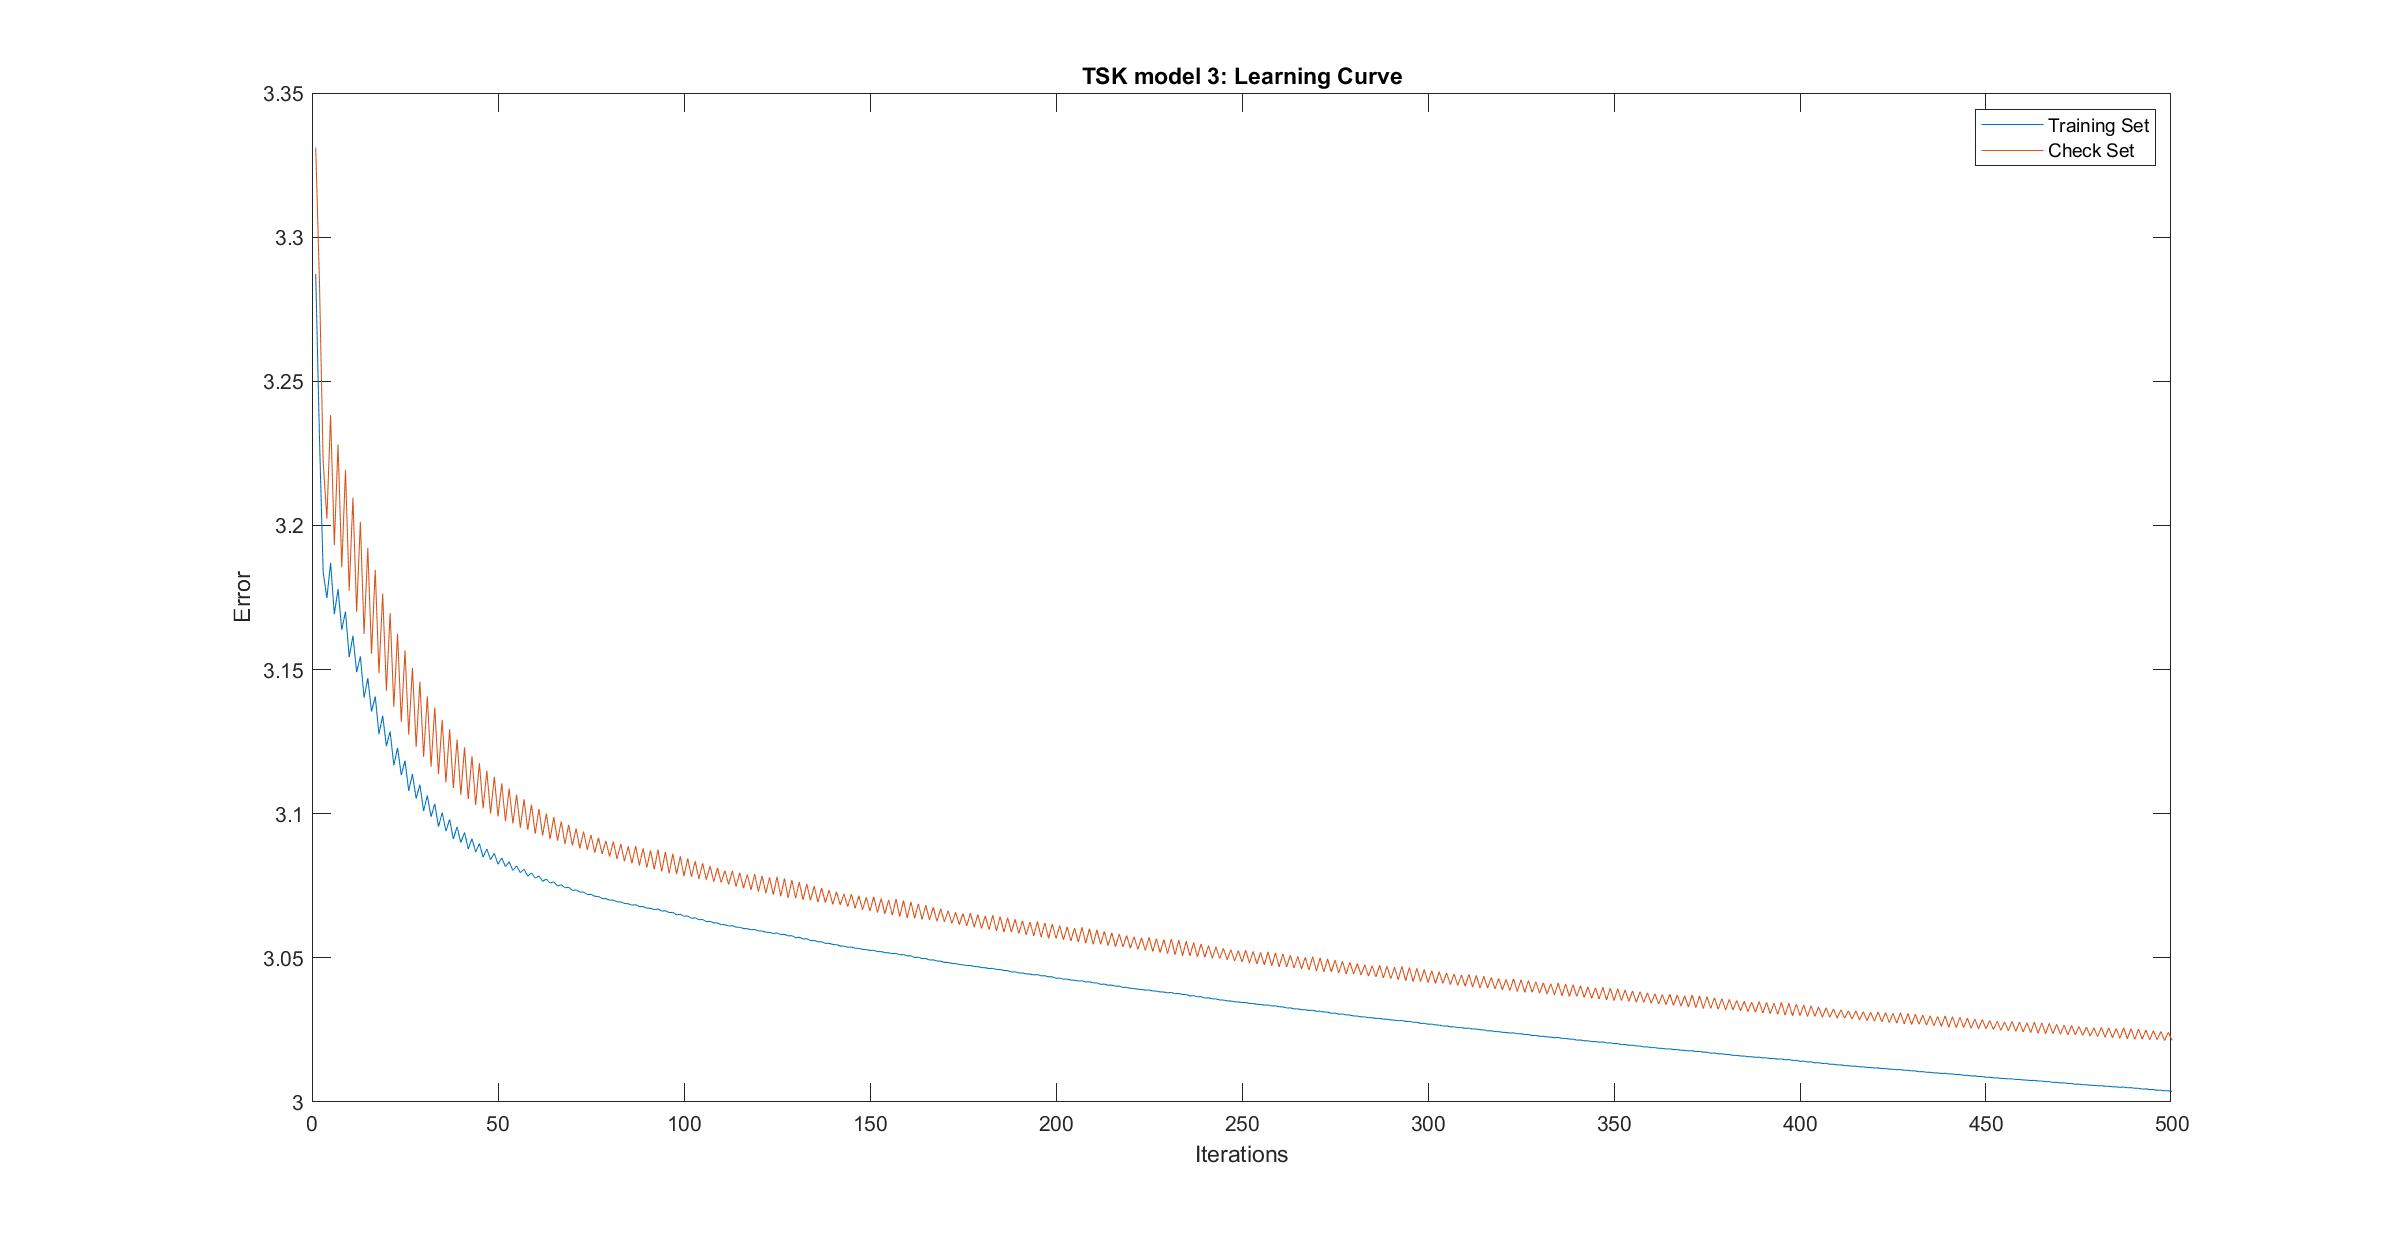 TSK model 3: Learning Curve
3.35
3.3
3.25
3.2
3.15
3.1
3.05
3
Error
Training Set
Check Set
0 50 100 150 200 250 300 350 400 450 500
Iterations